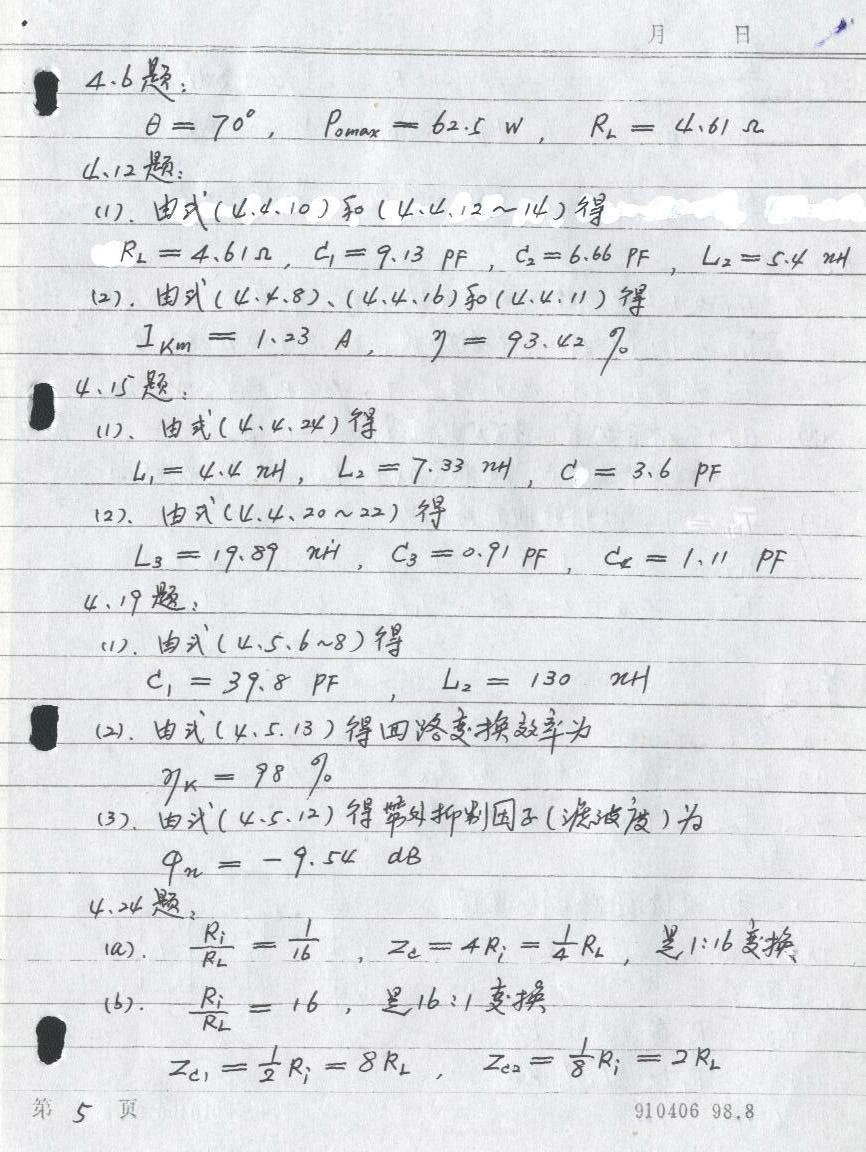 月 日
4.6题:
θ = 70°, Pomax = 62.5 W, RL = 4.61 Ω
4.12题:
(1). 由式(4.4.10)和(4.4.12~14)得
RL = 4.61Ω, C1 = 9.13 PF, C2 = 6.66 PF, L2 = 5.4 nH
(2). 由式(4.4.8)、(4.4.16)和(4.4.11)得
IKm = 1.23 A, η = 93.42 %
4.15题:
(1). 由式(4.4.24)得
L1 = 4.4 nH, L2 = 7.33 nH, C = 3.6 PF
(2). 由式(4.4.20~22)得
L3 = 19.89 nH, C3 = 0.91 PF, C4 = 1.11 PF
4.19题:
(1). 由式(4.5.6~8)得
C1 = 39.8 PF, L2 = 130 nH
(2). 由式(4.5.13)得回路变换效率为
ηK = 98 %
(3). 由式(4.5.12)得带外抑制因子(滤波度)为
φn = -9.54 dB
4.24题:
(a). Ri/RL = 1/16, Zc = 4Ri = 1/4 RL, 是1:16变换、
(b). Ri/RL = 16, 是16:1变换
Zc1 = 1/2 Ri = 8RL, Zc2 = 1/8 Ri = 2RL
第 5 页 910406 98.8